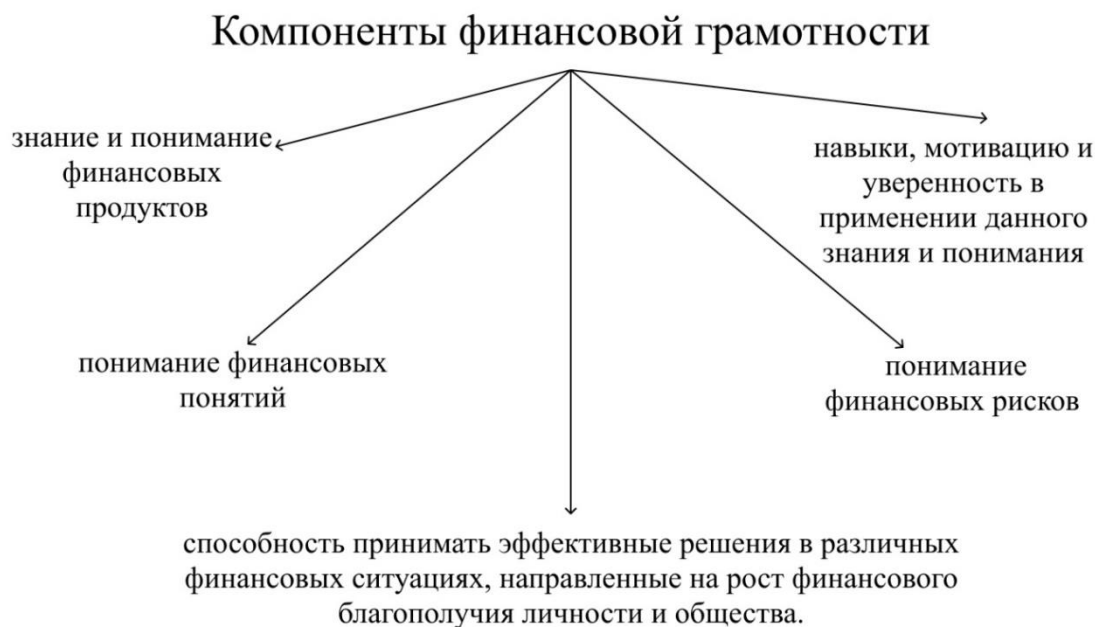 Компоненты финансовой грамотности
знание и понимание
финансовых
продуктов
навыки, мотивацию и
уверенность в
применении данного
знания и понимания
понимание финансовых
понятий
понимание
финансовых рисков
способность принимать эффективные решения в различных
финансовых ситуациях, направленные на рост финансового
благополучия личности и общества.